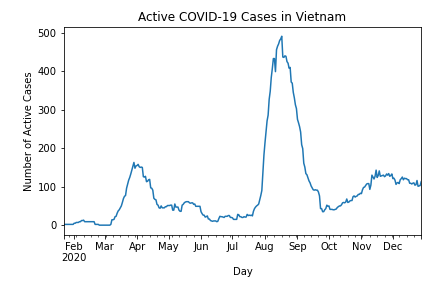 Active COVID-19 Cases in Vietnam
Number of Active Cases
500
400
300
200
100
0
Feb Mar Apr May Jun Jul Aug Sep Oct Nov Dec
2020
Day